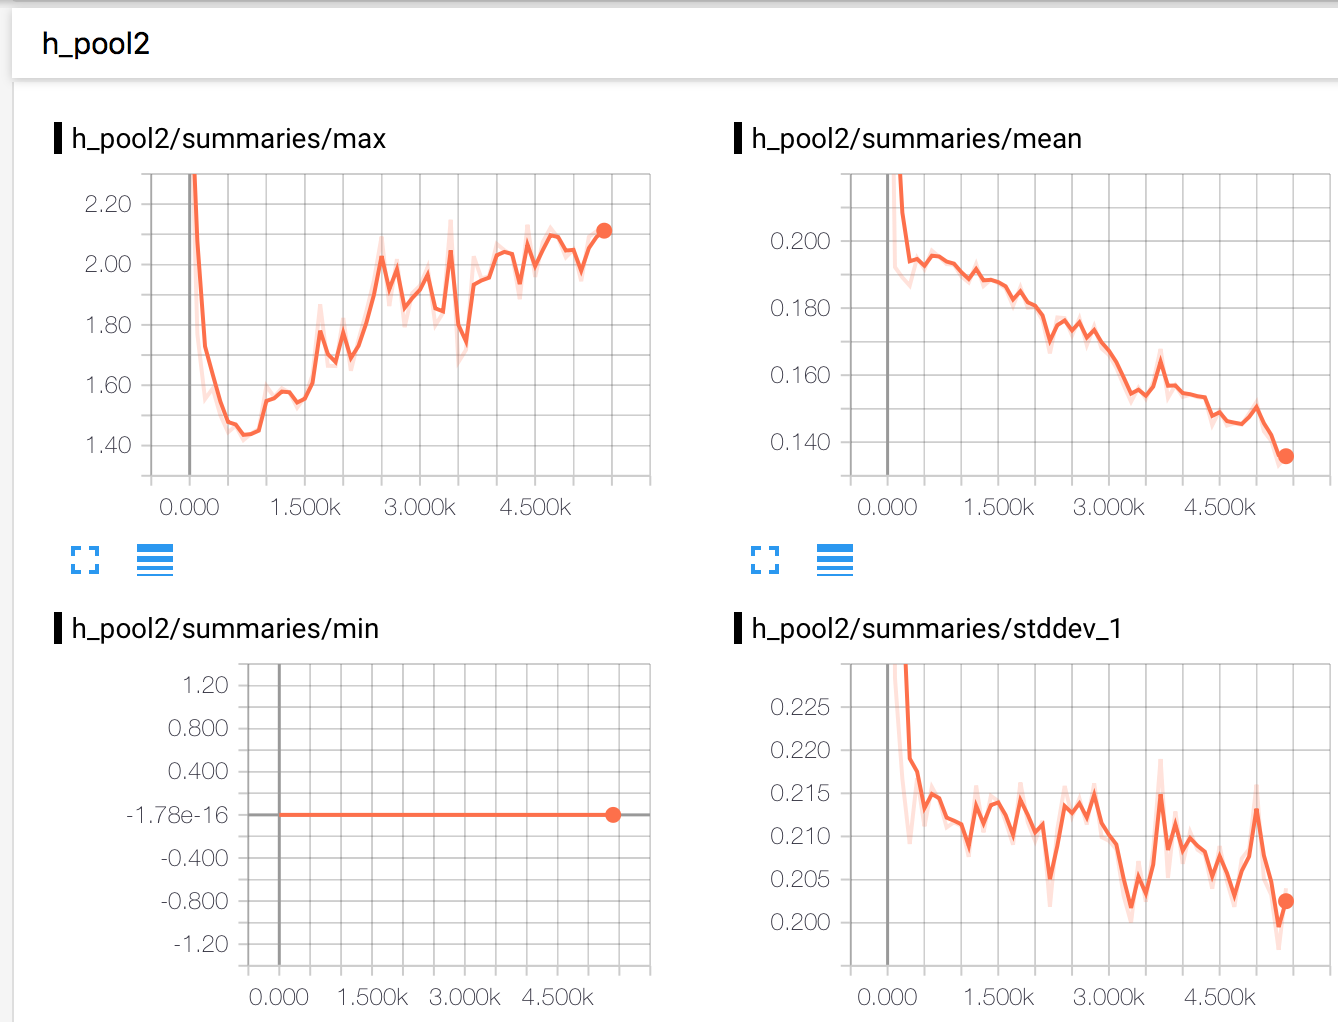 h_pool2
h_pool2/summaries/max
2.20
2.00
1.80
1.60
1.40
0.000 1.500k 3.000k 4.500k
h_pool2/summaries/mean
0.200
0.180
0.160
0.140
0.000 1.500k 3.000k 4.500k
h_pool2/summaries/min
1.20
0.800
0.400
-1.78e-16
-0.400
-0.800
-1.20
0.000 1.500k 3.000k 4.500k
h_pool2/summaries/stddev_1
0.225
0.220
0.215
0.210
0.205
0.200
0.000 1.500k 3.000k 4.500k